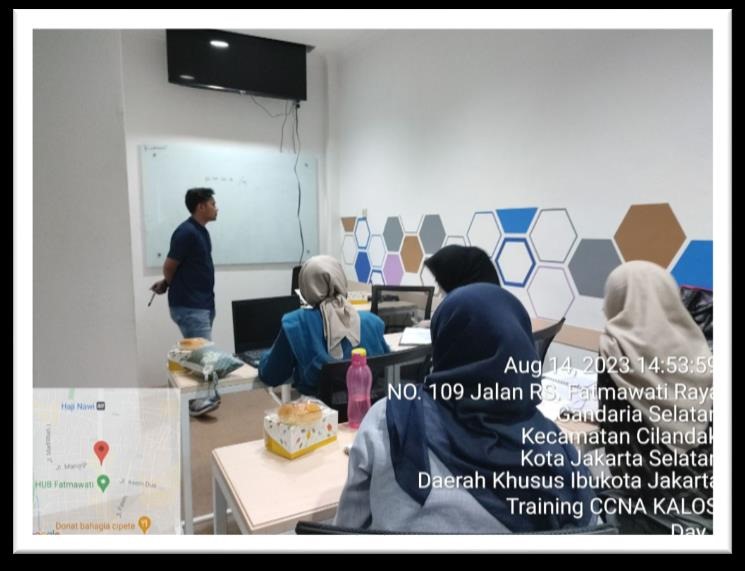 Aug 14, 2023 14:53:59
NO. 109 Jalan RS. Fatmawati Raya
Gandaria Selatan
Kecamatan Cilandak
Kota Jakarta Selatan
Daerah Khusus Ibukota Jakarta
Training CCNA KALOS
Day
Haji Nawi
HUB Fatmawati
Donat bahagia cipete